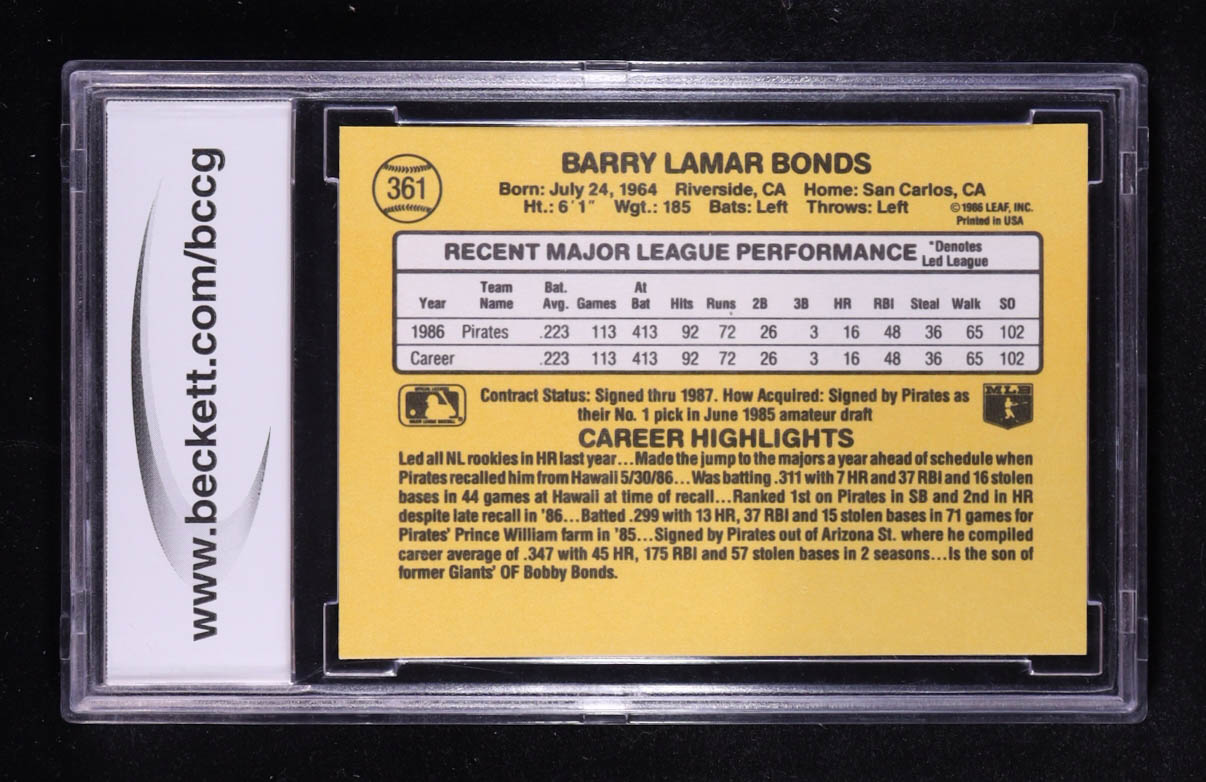 www.beckett.com/bccg
361
BARRY LAMAR BONDS
Born: July 24, 1964 Riverside, CA Home: San Carlos, CA
Ht.: 6'1" Wgt.: 185 Bats: Left Throws: Left
©1986 LEAF, INC.
Printed in USA
RECENT MAJOR LEAGUE PERFORMANCE *Denotes
Led League
Year Team Name Bat. Avg. Games At Bat Hits Runs 2B 3B HR RBI Steal Walk SO
1986 Pirates .223 113 413 92 72 26 3 16 48 36 65 102
Career .223 113 413 92 72 26 3 16 48 36 65 102
Contract Status: Signed thru 1987. How Acquired: Signed by Pirates as
their No. 1 pick in June 1985 amateur draft
MLB
CAREER HIGHLIGHTS
Led all NL rookies in HR last year...Made the jump to the majors a year ahead of schedule when
Pirates recalled him from Hawaii 5/30/86...Was batting .311 with 7 HR and 37 RBI and 16 stolen
bases in 44 games at Hawaii at time of recall...Ranked 1st on Pirates in SB and 2nd in HR
despite late recall in '86...Batted .299 with 13 HR, 37 RBI and 15 stolen bases in 71 games for
Pirates' Prince William farm in '85...Signed by Pirates out of Arizona St. where he compiled
career average of .347 with 45 HR, 175 RBI and 57 stolen bases in 2 seasons...Is the son of
former Giants' OF Bobby Bonds.